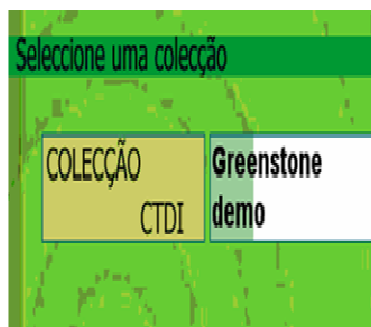 Seleccione uma colecção
COLECÇÃO
CTDI
Greenstone
demo